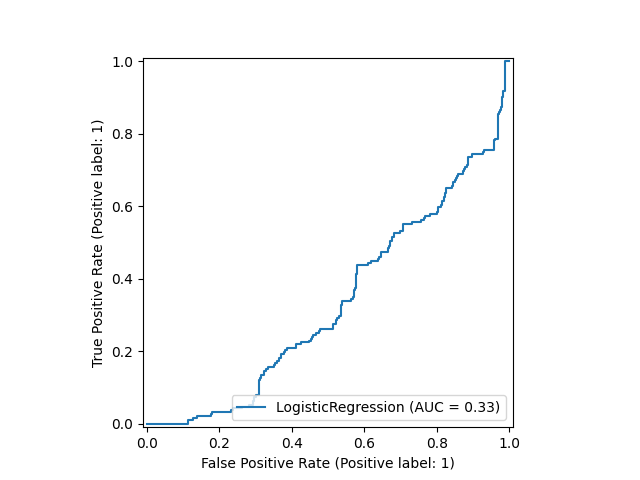 1.0
0.8
0.6
0.4
0.2
0.0
True Positive Rate (Positive label: 1)
LogisticRegression (AUC = 0.33)
0.0 0.2 0.4 0.6 0.8 1.0
False Positive Rate (Positive label: 1)